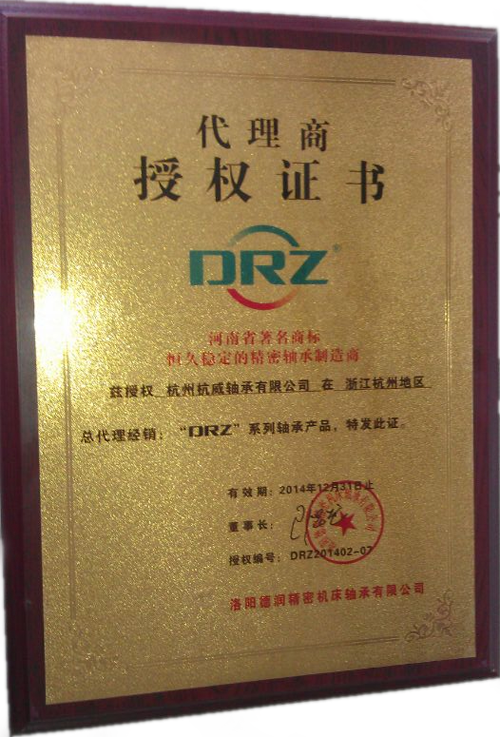 代理商
授权证书
DRZ®
河南省著名商标
恒久稳定的精密轴承制造商
兹授权 杭州杭威轴承有限公司 在 浙江杭州地区
总代理经销：“DRZ”系列轴承产品，特发此证。
有效期：2014年12月31日止
董事长：
授权编号：DRZ201402-07
洛阳德润精密机床轴承有限公司